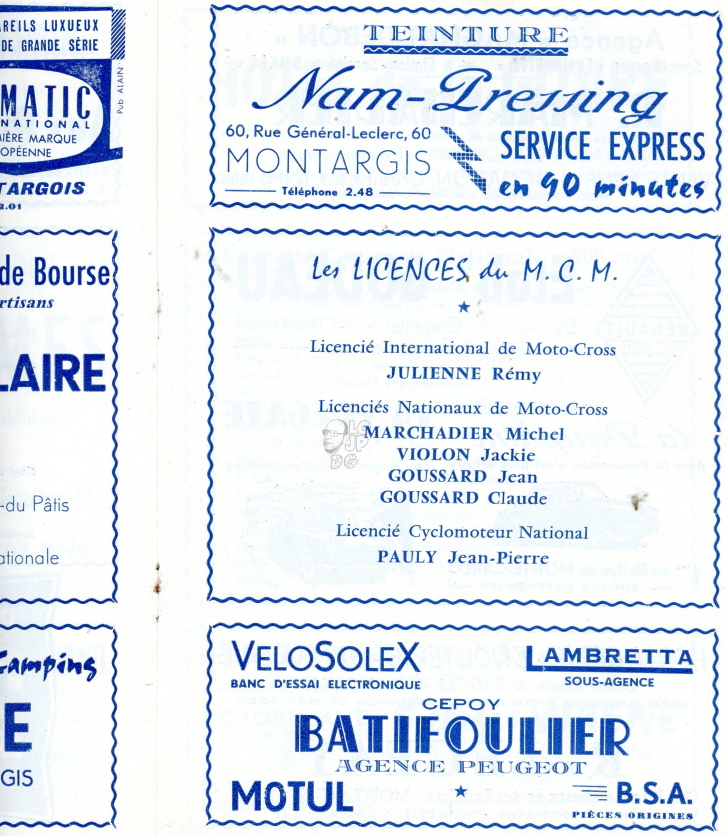 AREILS LUXUEUX
DE GRANDE SÉRIE
MATIC
NATIONAL
IÈRE MARQUE
OPÉENNE
TARGOIS
2.01
Pub ALAIN
de Bourse
rtisans
LAIRE
-du Pâtis
ationale
Camping
E
GIS
TEINTURE
Nam-Pressing
60, Rue Général-Leclerc, 60
MONTARGIS
Téléphone 2.48
SERVICE EXPRESS
en 90 minutes
Les LICENCES du M. C. M.
Licencié International de Moto-Cross
JULIENNE Rémy
Licenciés Nationaux de Moto-Cross
MARCHADIER Michel
VIOLON Jackie
GOUSSARD Jean
GOUSSARD Claude
Licencié Cyclomoteur National
PAULY Jean-Pierre
VELOSOLEX
BANC D'ESSAI ELECTRONIQUE
LAMBRETTA
SOUS-AGENCE
CEPOY
BATIFOULIER
AGENCE PEUGEOT
MOTUL
B.S.A.
PIÈCES ORIGINES